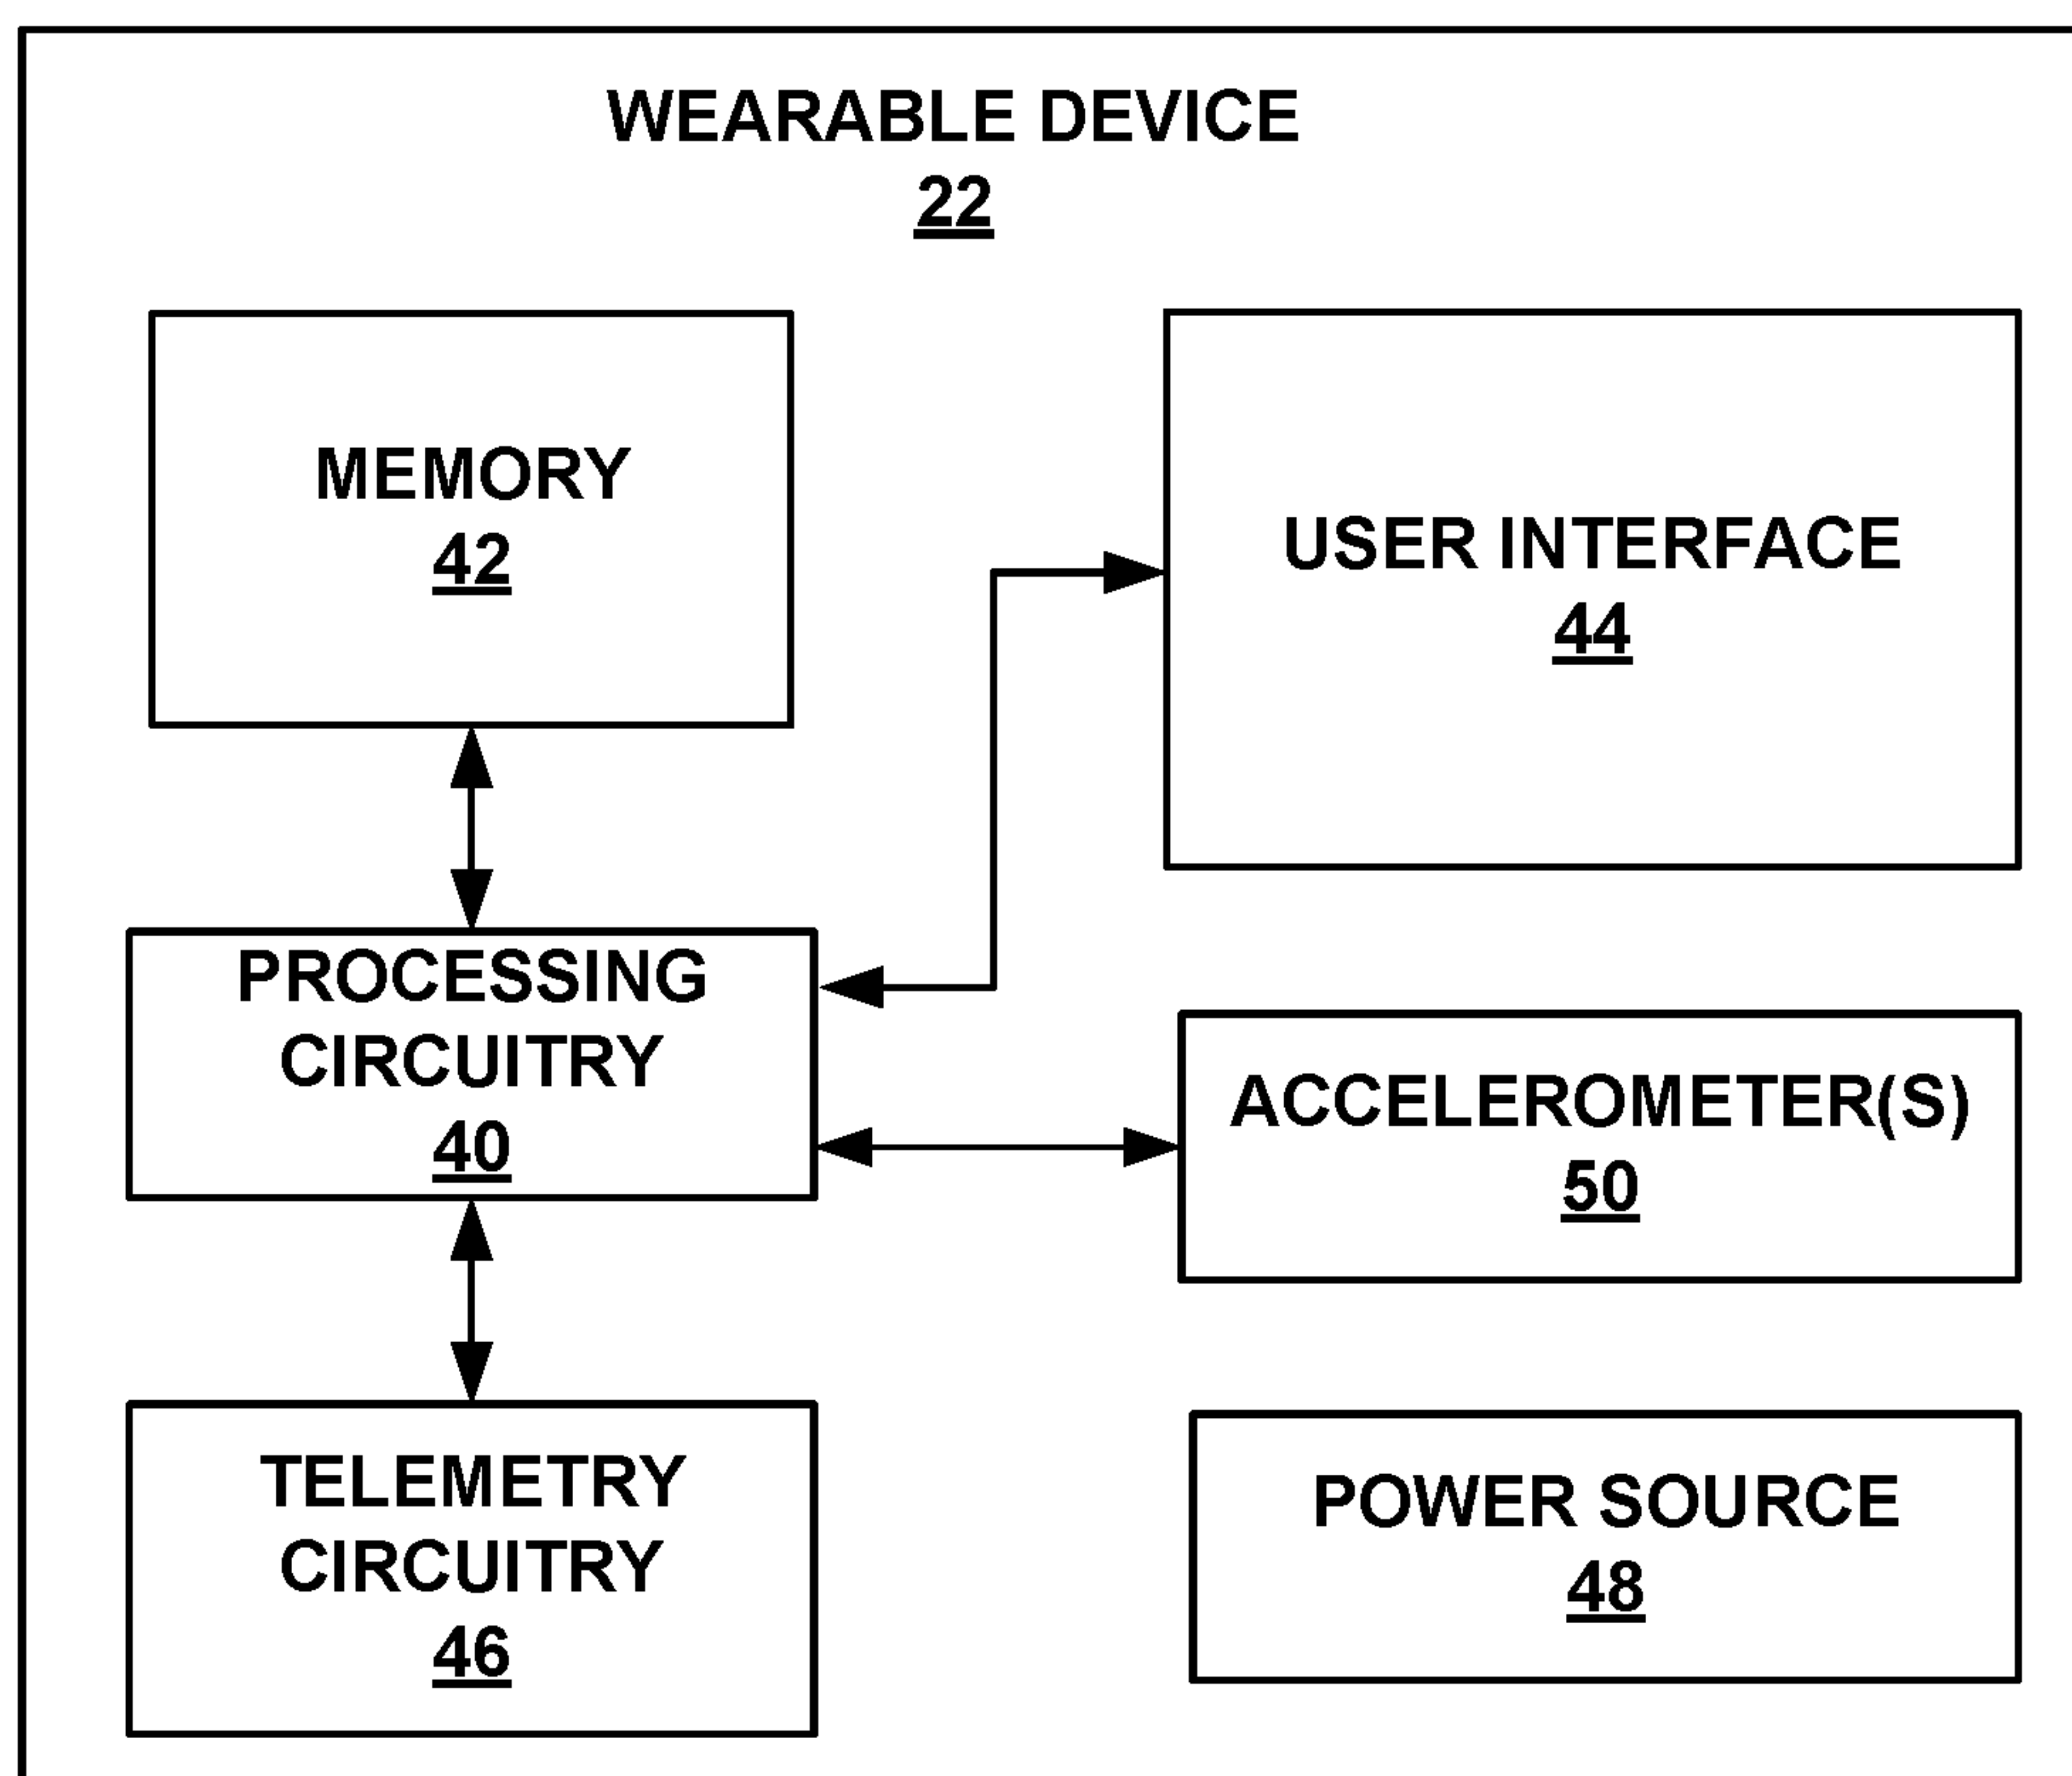 WEARABLE DEVICE
22
MEMORY
42
USER INTERFACE
44
PROCESSING
CIRCUITRY
40
ACCELEROMETER(S)
50
TELEMETRY
CIRCUITRY
46
POWER SOURCE
48